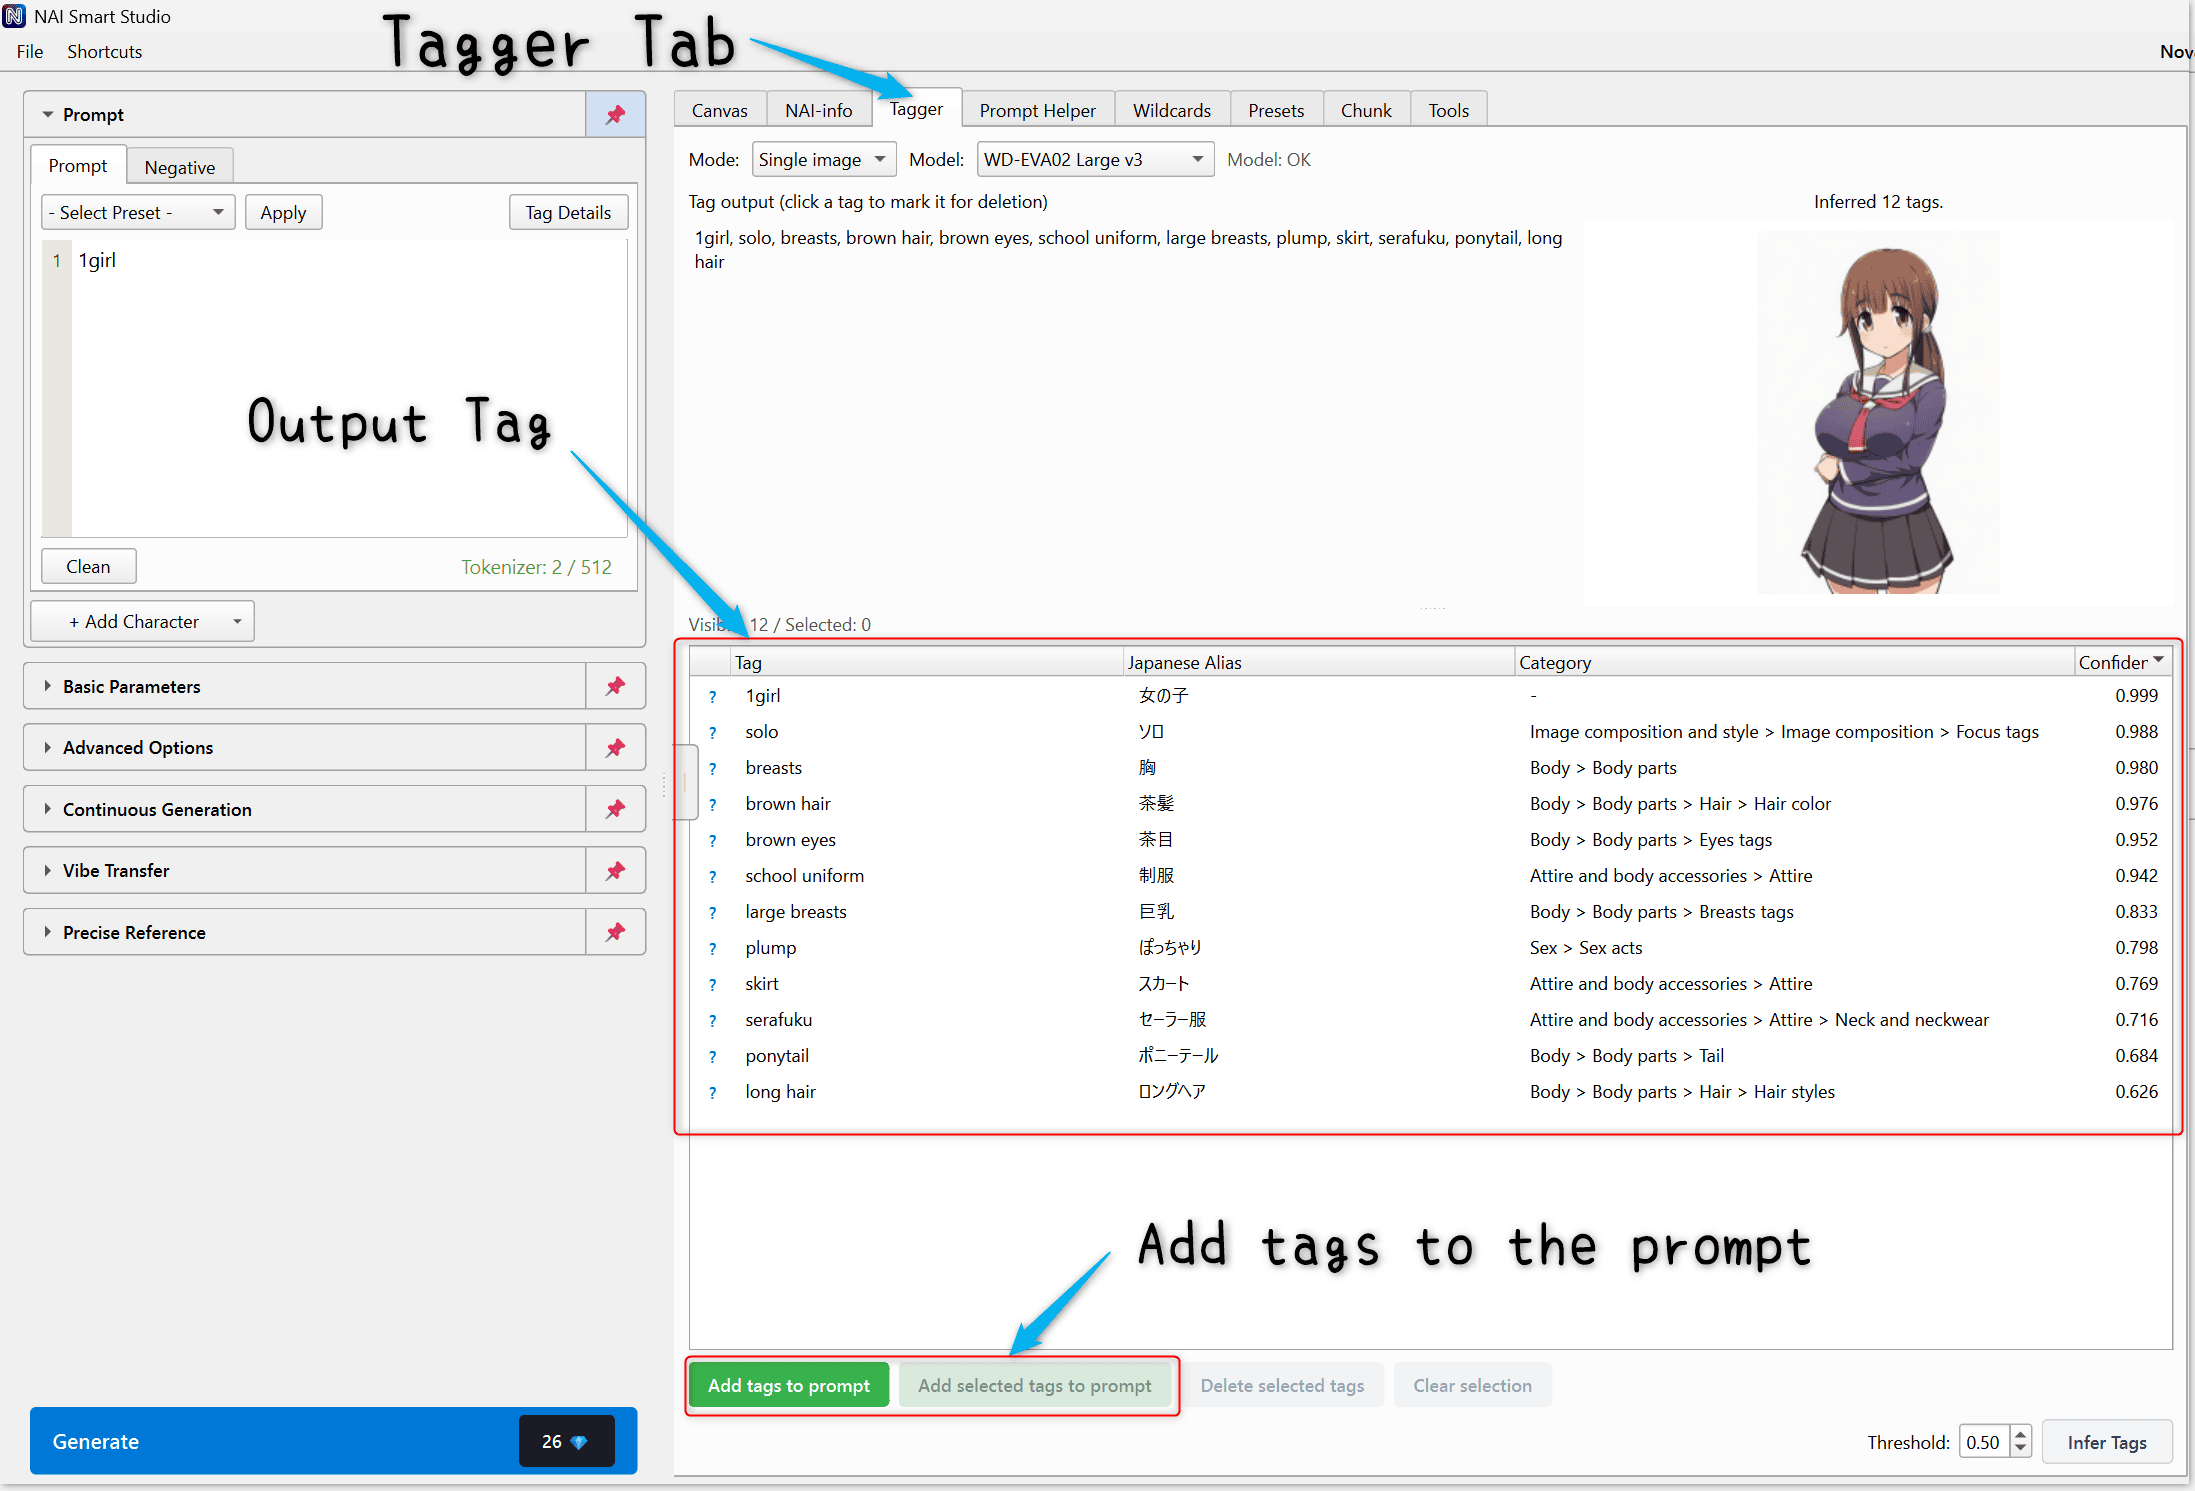 NAI Smart Studio
File Shortcuts
Tagger Tab
Prompt
Prompt Negative
- Select Preset - Apply Tag Details
1 1girl
Output Tag
Clean Tokenizer: 2 / 512
+ Add Character
Basic Parameters
Advanced Options
Continuous Generation
Vibe Transfer
Precise Reference
Generate 26
Canvas NAI-info Tagger Prompt Helper Wildcards Presets Chunk Tools
Mode: Single image Model: WD-EVA02 Large v3 Model: OK
Tag output (click a tag to mark it for deletion)
Inferred 12 tags.
1girl, solo, breasts, brown hair, brown eyes, school uniform, large breasts, plump, skirt, serafuku, ponytail, long
hair
12 / Selected: 0
Tag Japanese Alias Category Confider
? 1girl 女の子 - 0.999
? solo ソロ Image composition and style > Image composition > Focus tags 0.988
? breasts 胸 Body > Body parts 0.980
? brown hair 茶髪 Body > Body parts > Hair > Hair color 0.976
? brown eyes 茶目 Body > Body parts > Eyes tags 0.952
? school uniform 制服 Attire and body accessories > Attire 0.942
? large breasts 巨乳 Body > Body parts > Breasts tags 0.833
? plump ぽっちゃり Sex > Sex acts 0.798
? skirt スカート Attire and body accessories > Attire 0.769
? serafuku セーラー服 Attire and body accessories > Attire > Neck and neckwear 0.716
? ponytail ポニーテール Body > Body parts > Tail 0.684
? long hair ロングヘア Body > Body parts > Hair > Hair styles 0.626
Add tags to the prompt
Add tags to prompt Add selected tags to prompt Delete selected tags Clear selection
Threshold: 0.50 Infer Tags